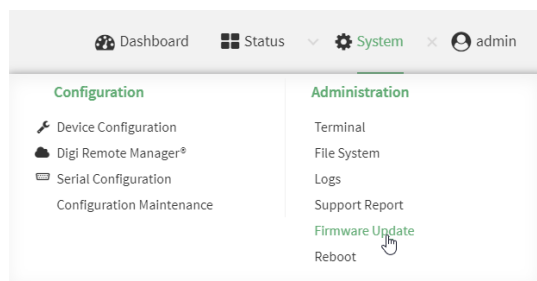 Dashboard Status System admin
Configuration
Device Configuration
Digi Remote Manager®
Serial Configuration
Configuration Maintenance
Administration
Terminal
File System
Logs
Support Report
Firmware Update
Reboot